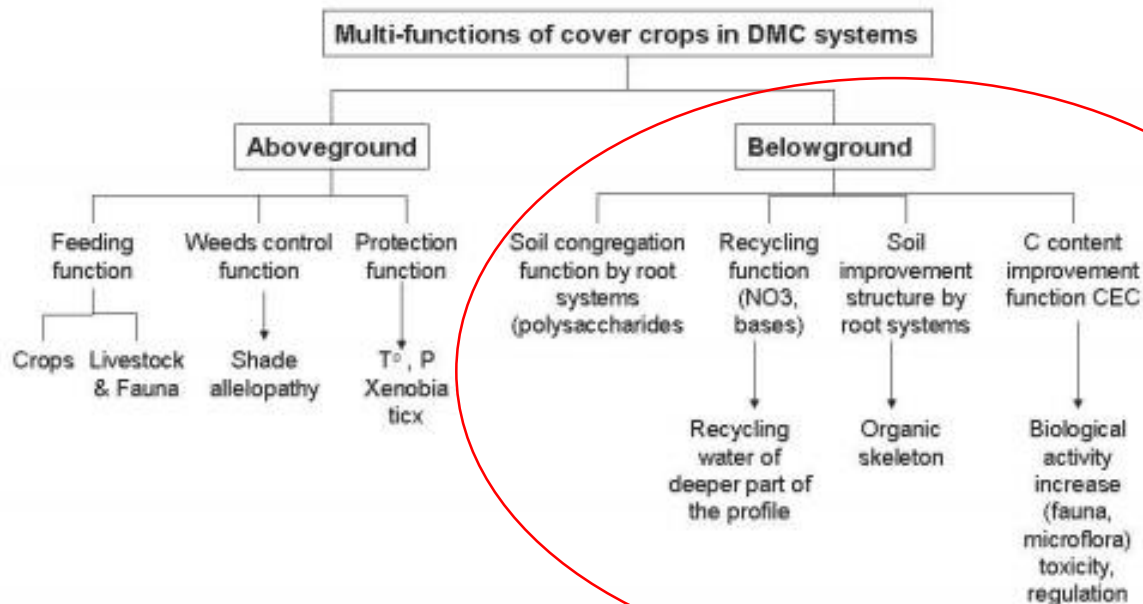 Multi-functions of cover crops in DMC systems
Aboveground
Belowground
Feeding
function
Weeds control
function
Protection
function
Soil congregation
function by root
systems
(polysaccharides
Recycling
function
(NO3,
bases)
Soil
improvement
structure by
root systems
C content
improvement
function CEC
Crops
Livestock
& Fauna
Shade
allelopathy
T°, P
Xenobia
ticx
Recycling
water of
deeper part of
the profile
Organic
skeleton
Biological
activity
increase
(fauna,
microflora)
toxicity,
regulation